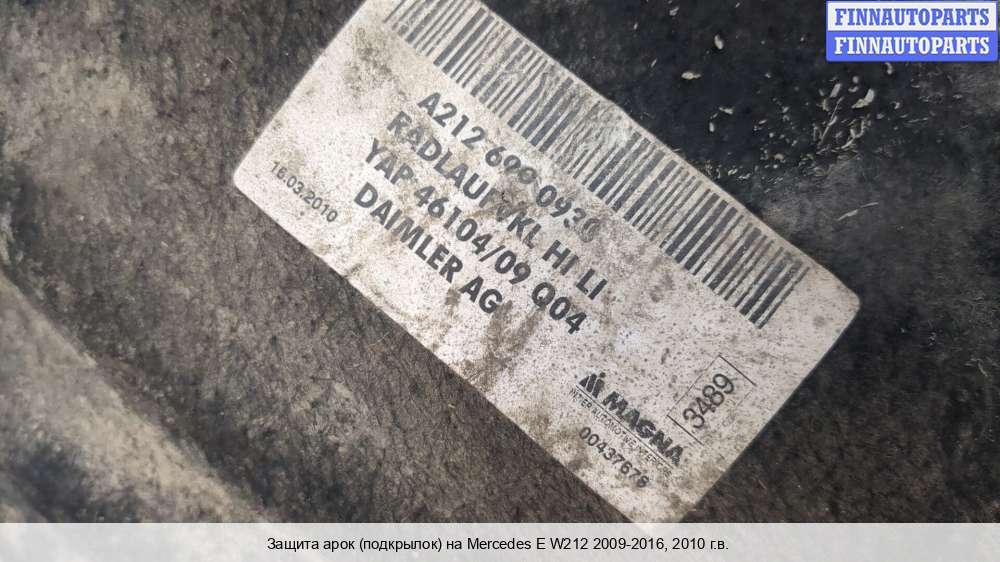 FINNAUTOPARTS
FINNAUTOPARTS
A212 690 0930
RADLAUFVKL HI LI
YAP 46104/09 Q04
DAIMLER AG
16.03.2010
MAGNA
3489
00437678
Защита арок (подкрылок) на Mercedes E W212 2009-2016, 2010 г.в.